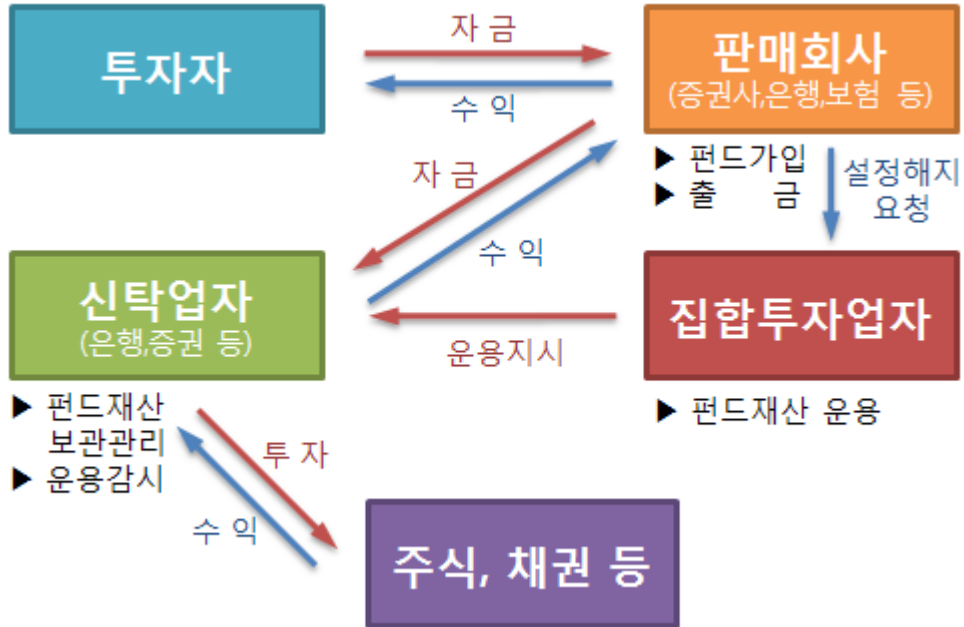 투자자
자 금
수 익
판매회사
(증권사,은행,보험 등)
▶ 펀드가입
▶ 출 금
설정해지
요청
자 금
수 익
신탁업자
(은행,증권 등)
운용지시
집합투자업자
▶ 펀드재산
보관관리
▶ 운용감시
▶ 펀드재산 운용
투 자
수 익
주식, 채권 등